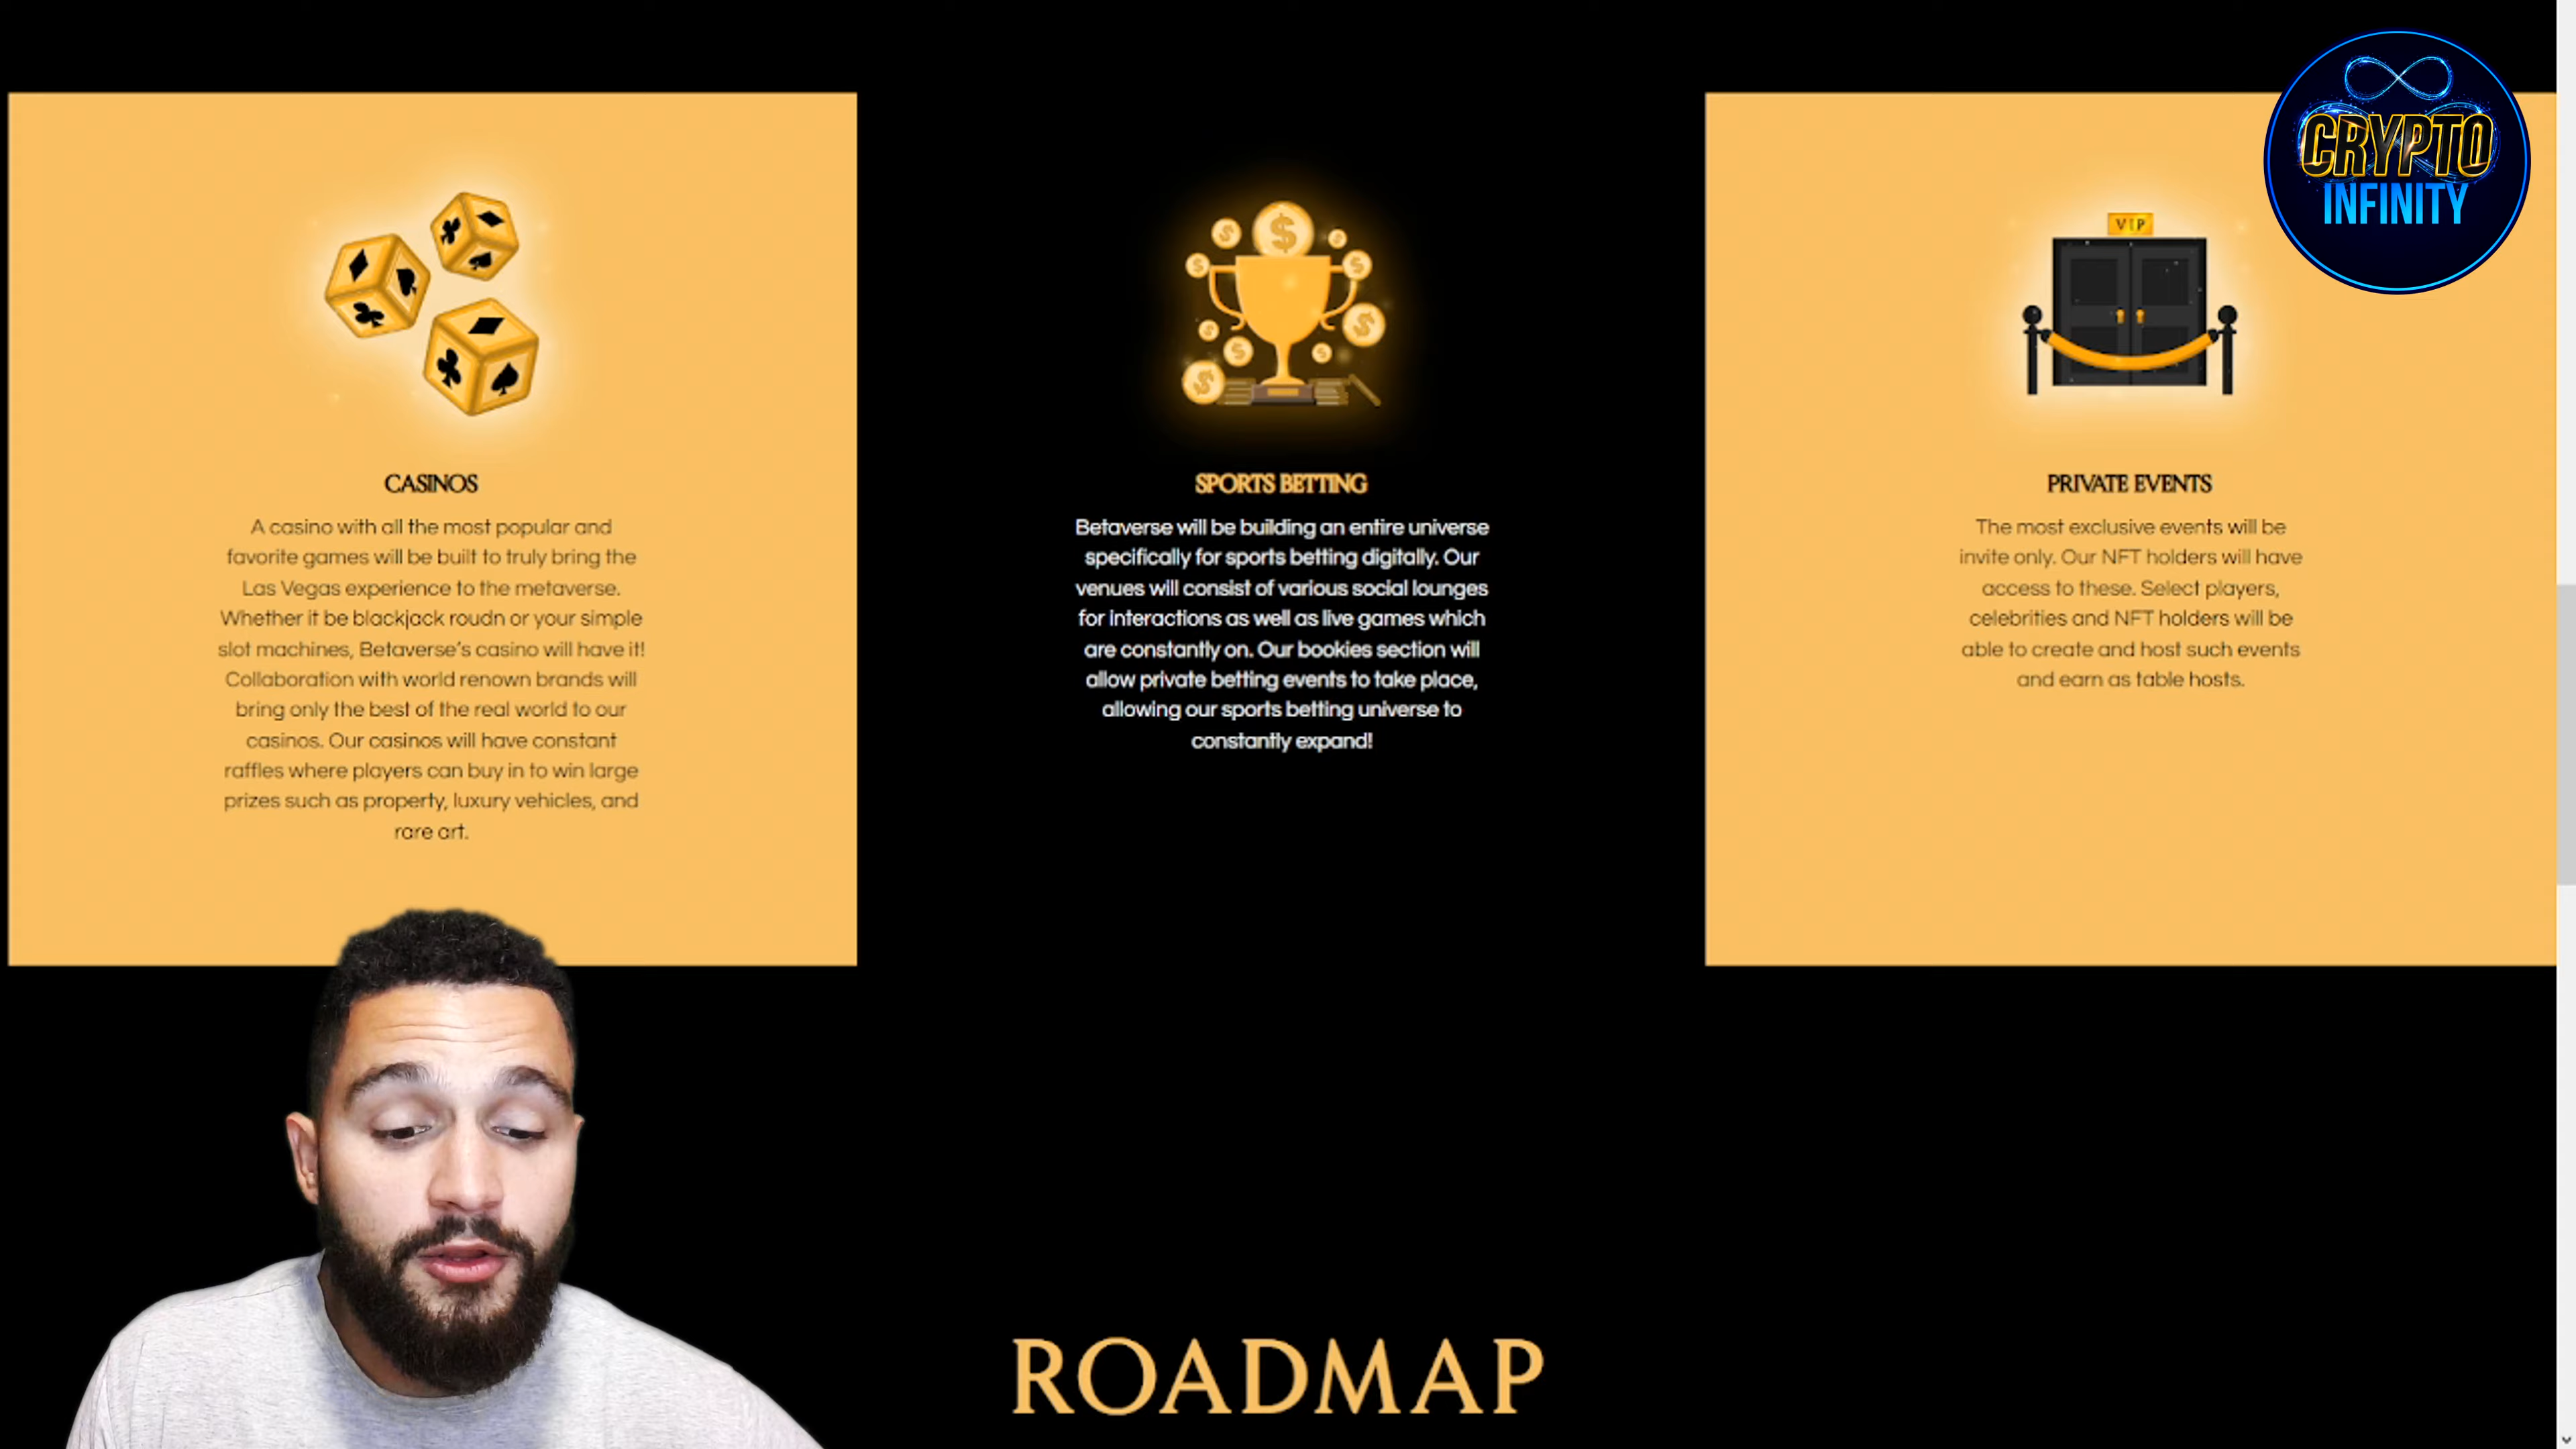 CRYPTO
INFINITY
VIP
CASINOS
A casino with all the most popular and
favorite games will be built to truly bring the
Las Vegas experience to the metaverse.
Whether it be blackjack roudn or your simple
slot machines, Betaverse's casino will have it!
Collaboration with world renown brands will
bring only the best of the real world to our
casinos. Our casinos will have constant
raffles where players can buy in to win large
prizes such as property, luxury vehicles, and
rare art.
SPORTS BETTING
Betaverse will be building an entire universe
specifically for sports betting digitally. Our
venues will consist of various social lounges
for interactions as well as live games which
are constantly on. Our bookies section will
allow private betting events to take place,
allowing our sports betting universe to
constantly expand!
PRIVATE EVENTS
The most exclusive events will be
invite only. Our NFT holders will have
access to these. Select players,
celebrities and NFT holders will be
able to create and host such events
and earn as table hosts.
ROADMAP